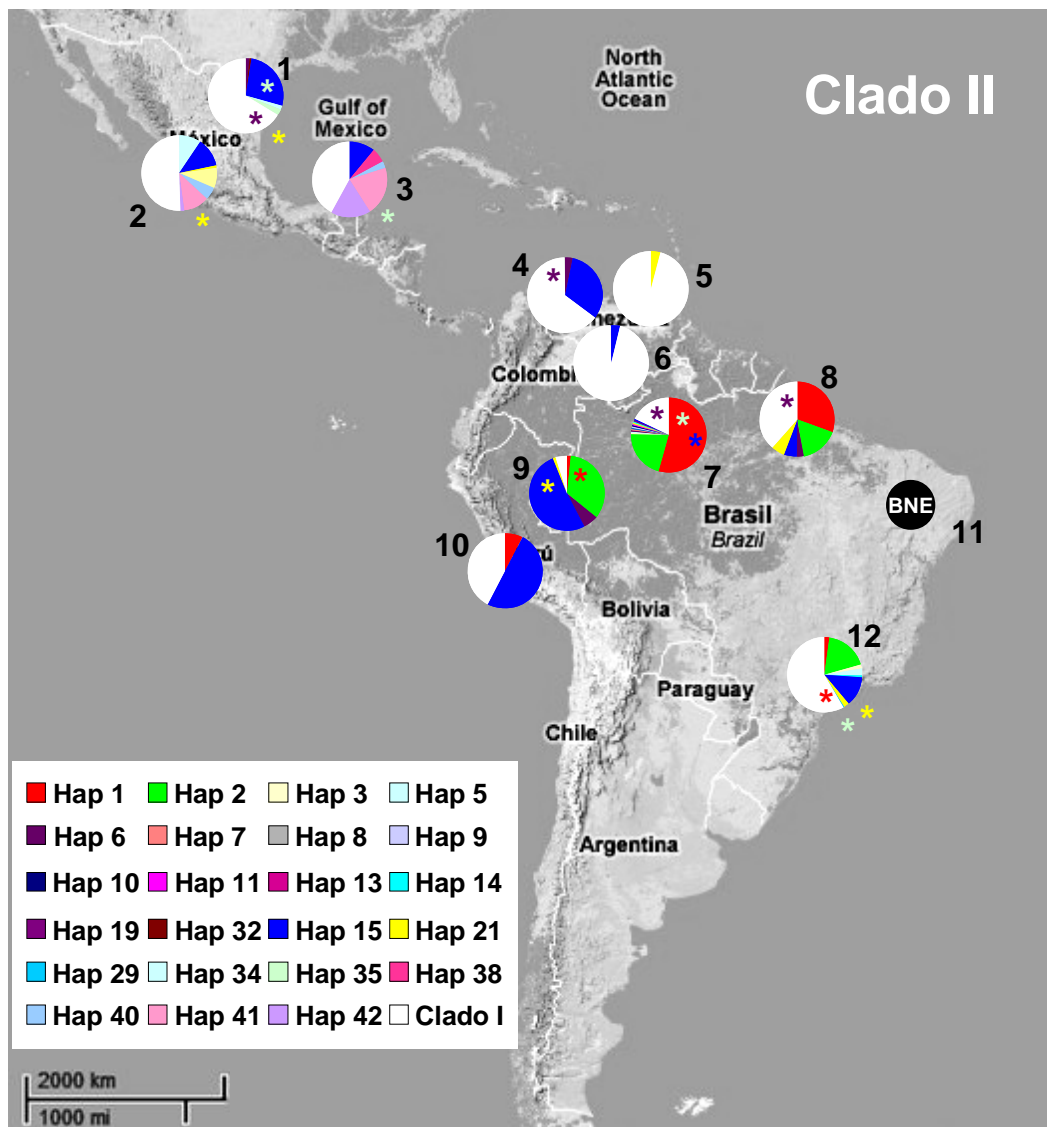 North
Atlantic
Ocean
Clado II
1
Gulf of
Mexico
México
2
3
4
5
6
Colombi
8
7
9
Brasil
Brazil
BNE
11
10
ú
Bolivia
12
Paraguay
Chile
Argentina
Hap 1 Hap 2 Hap 3 Hap 5
Hap 6 Hap 7 Hap 8 Hap 9
Hap 10 Hap 11 Hap 13 Hap 14
Hap 19 Hap 32 Hap 15 Hap 21
Hap 29 Hap 34 Hap 35 Hap 38
Hap 40 Hap 41 Hap 42 Clado I
2000 km
1000 mi